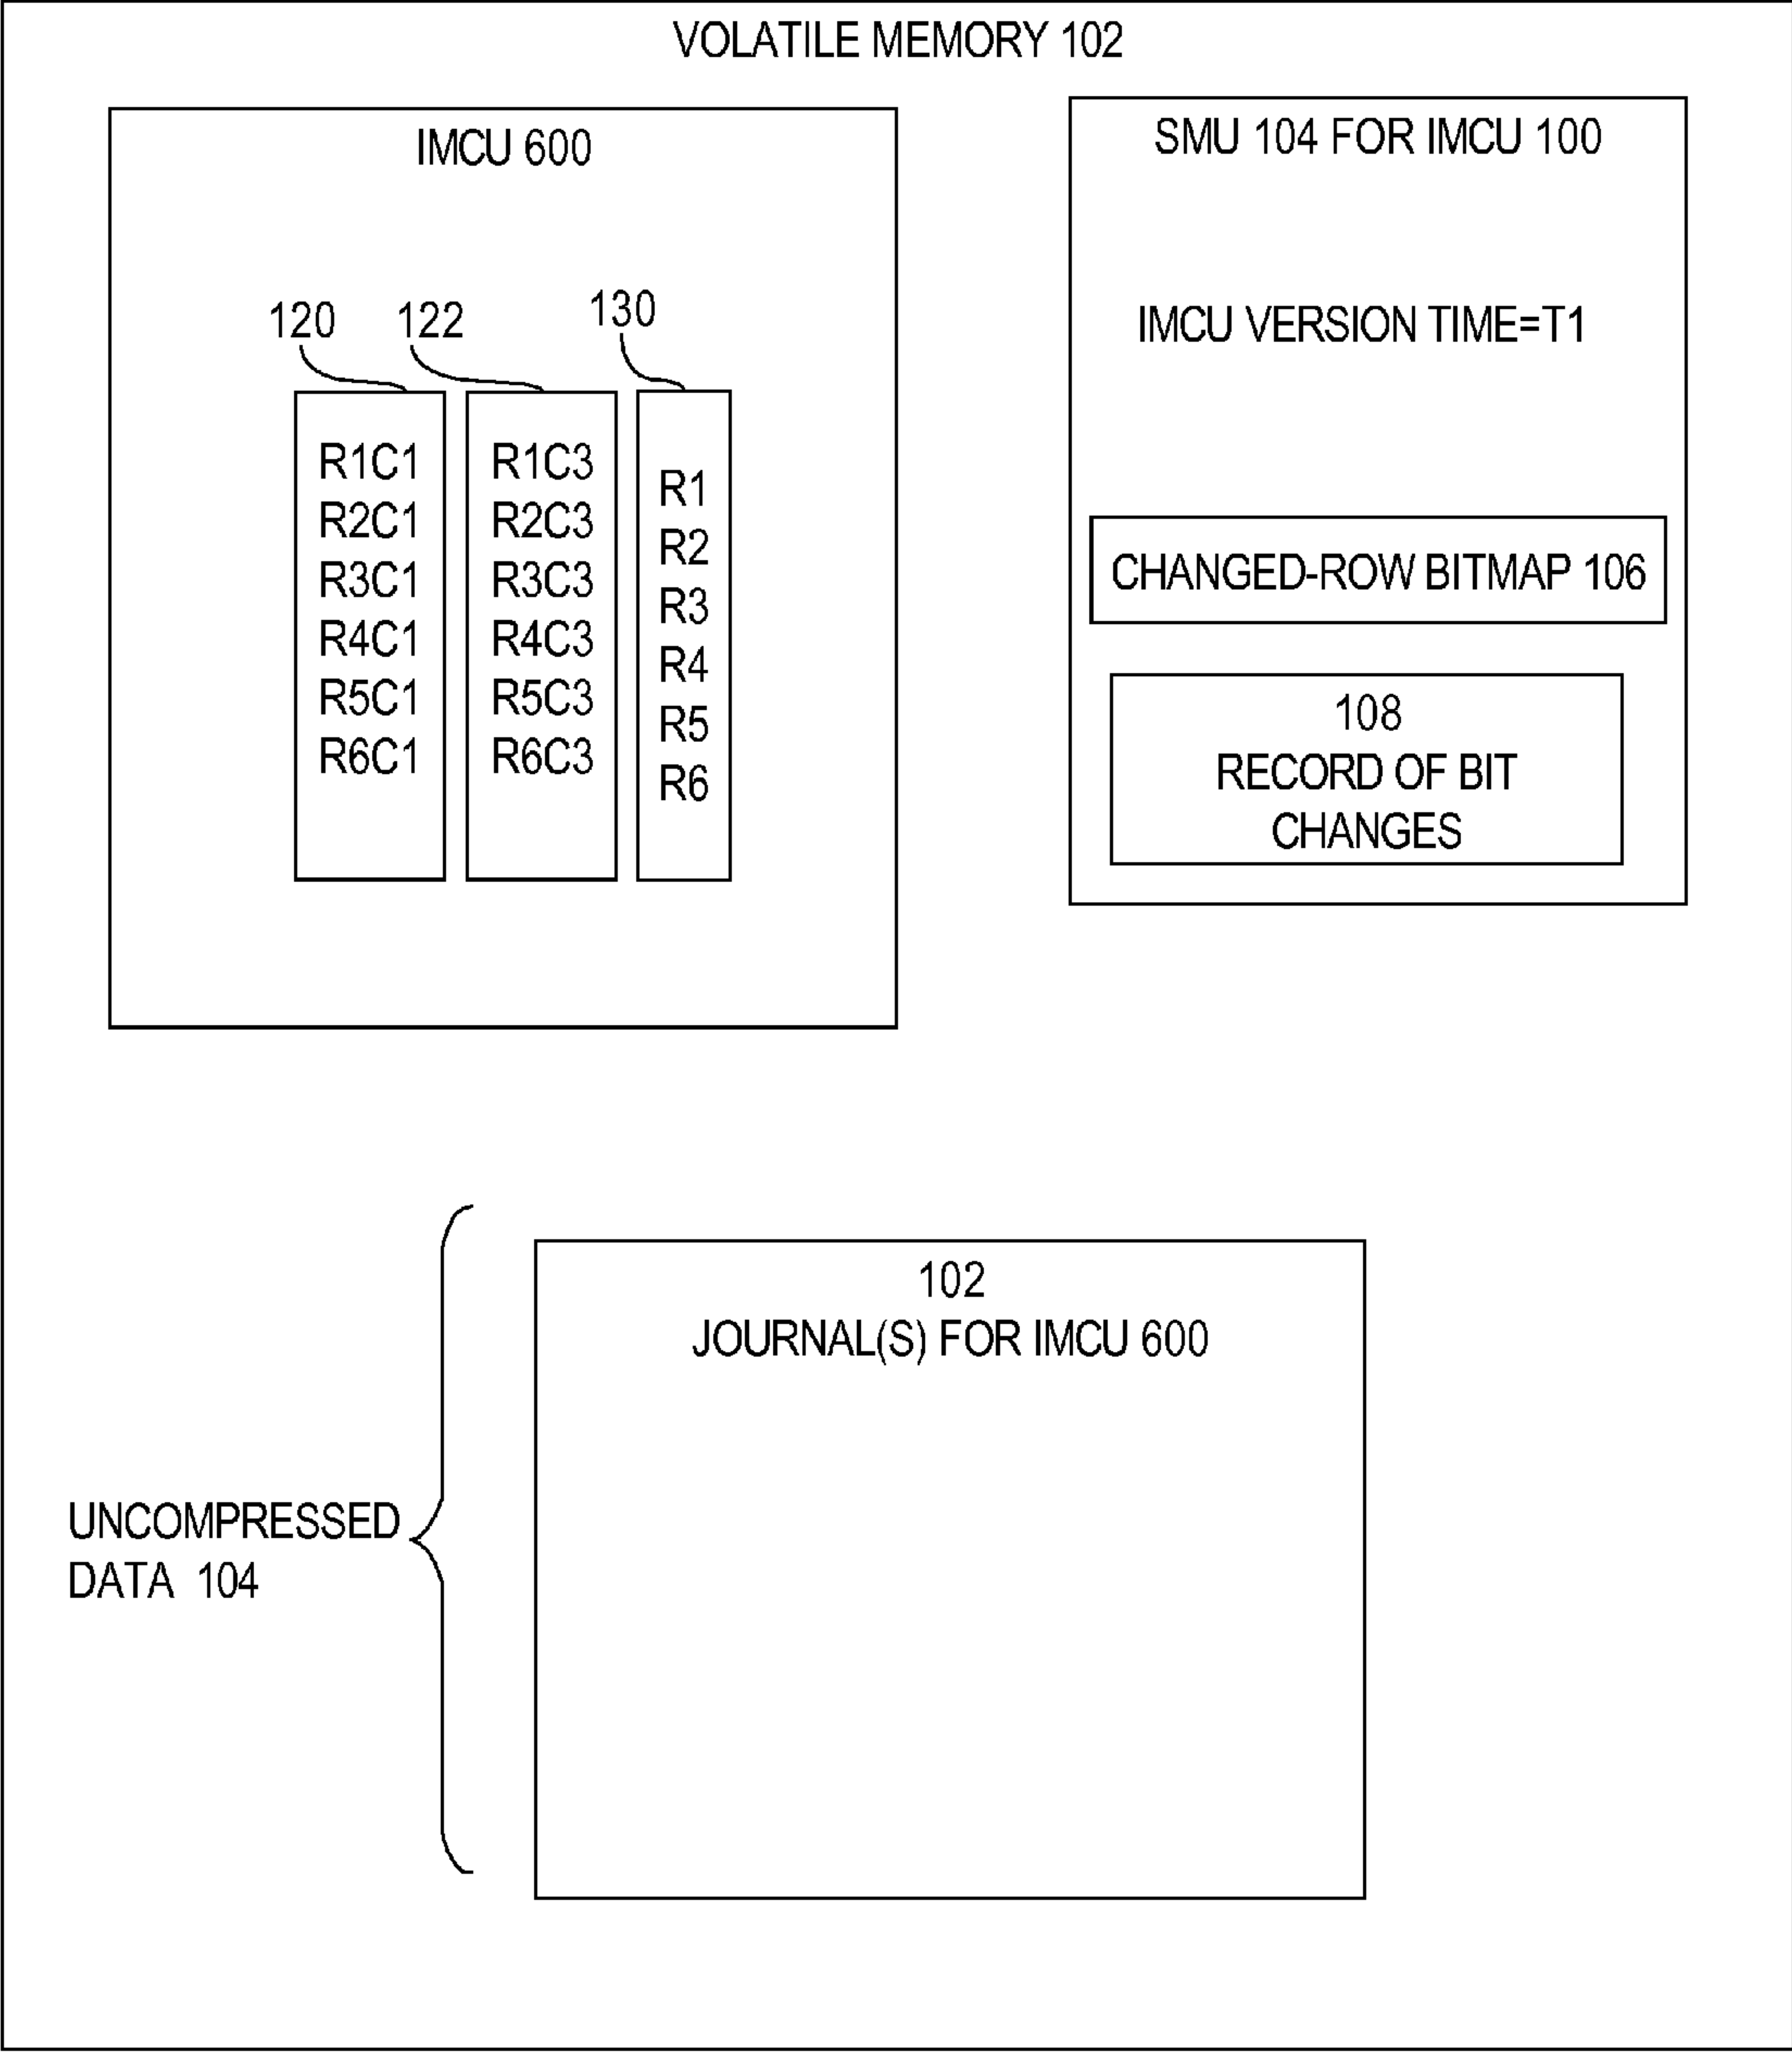 VOLATILE MEMORY 102
IMCU 600
120
122
130
R1C1
R2C1
R3C1
R4C1
R5C1
R6C1
R1C3
R2C3
R3C3
R4C3
R5C3
R6C3
R1
R2
R3
R4
R5
R6
SMU 104 FOR IMCU 100
IMCU VERSION TIME=T1
CHANGED-ROW BITMAP 106
108
RECORD OF BIT
CHANGES
UNCOMPRESSED
DATA 104
102
JOURNAL(S) FOR IMCU 600